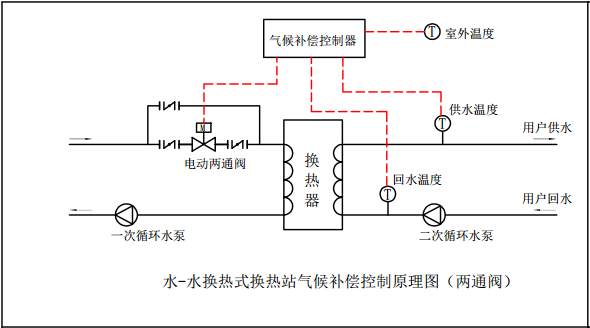 气候补偿控制器
T 室外温度
供水温度
T
用户供水
M
电动两通阀
换热器
回水温度
T
用户回水
一次循环水泵
二次循环水泵
水-水换热式换热站气候补偿控制原理图（两通阀）